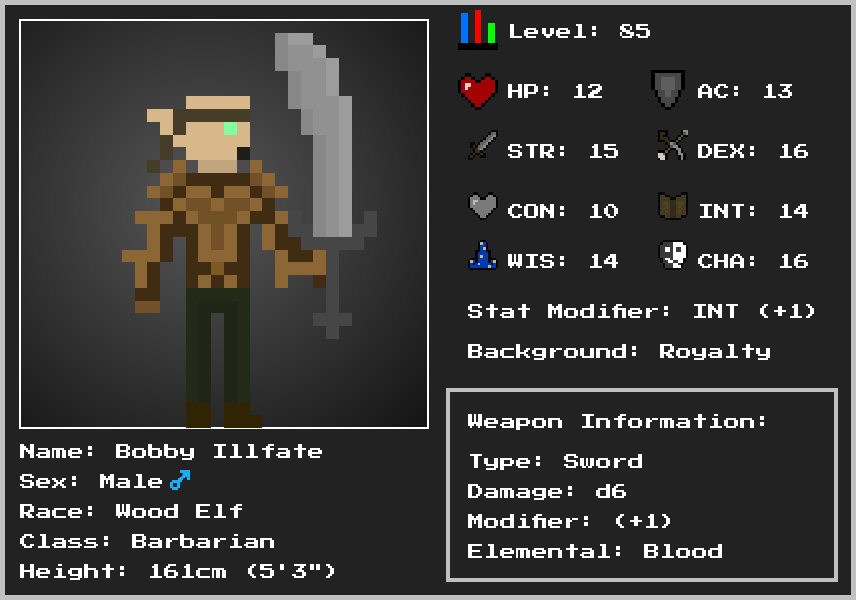 Level: 85
HP: 12 AC: 13
STR: 15 DEX: 16
CON: 10 INT: 14
WIS: 14 CHA: 16
Stat Modifier: INT (+1)
Background: Royalty
Weapon Information:
Type: Sword
Damage: d6
Modifier: (+1)
Elemental: Blood
Name: Bobby Illfate
Sex: Male♂
Race: Wood Elf
Class: Barbarian
Height: 161cm (5'3")